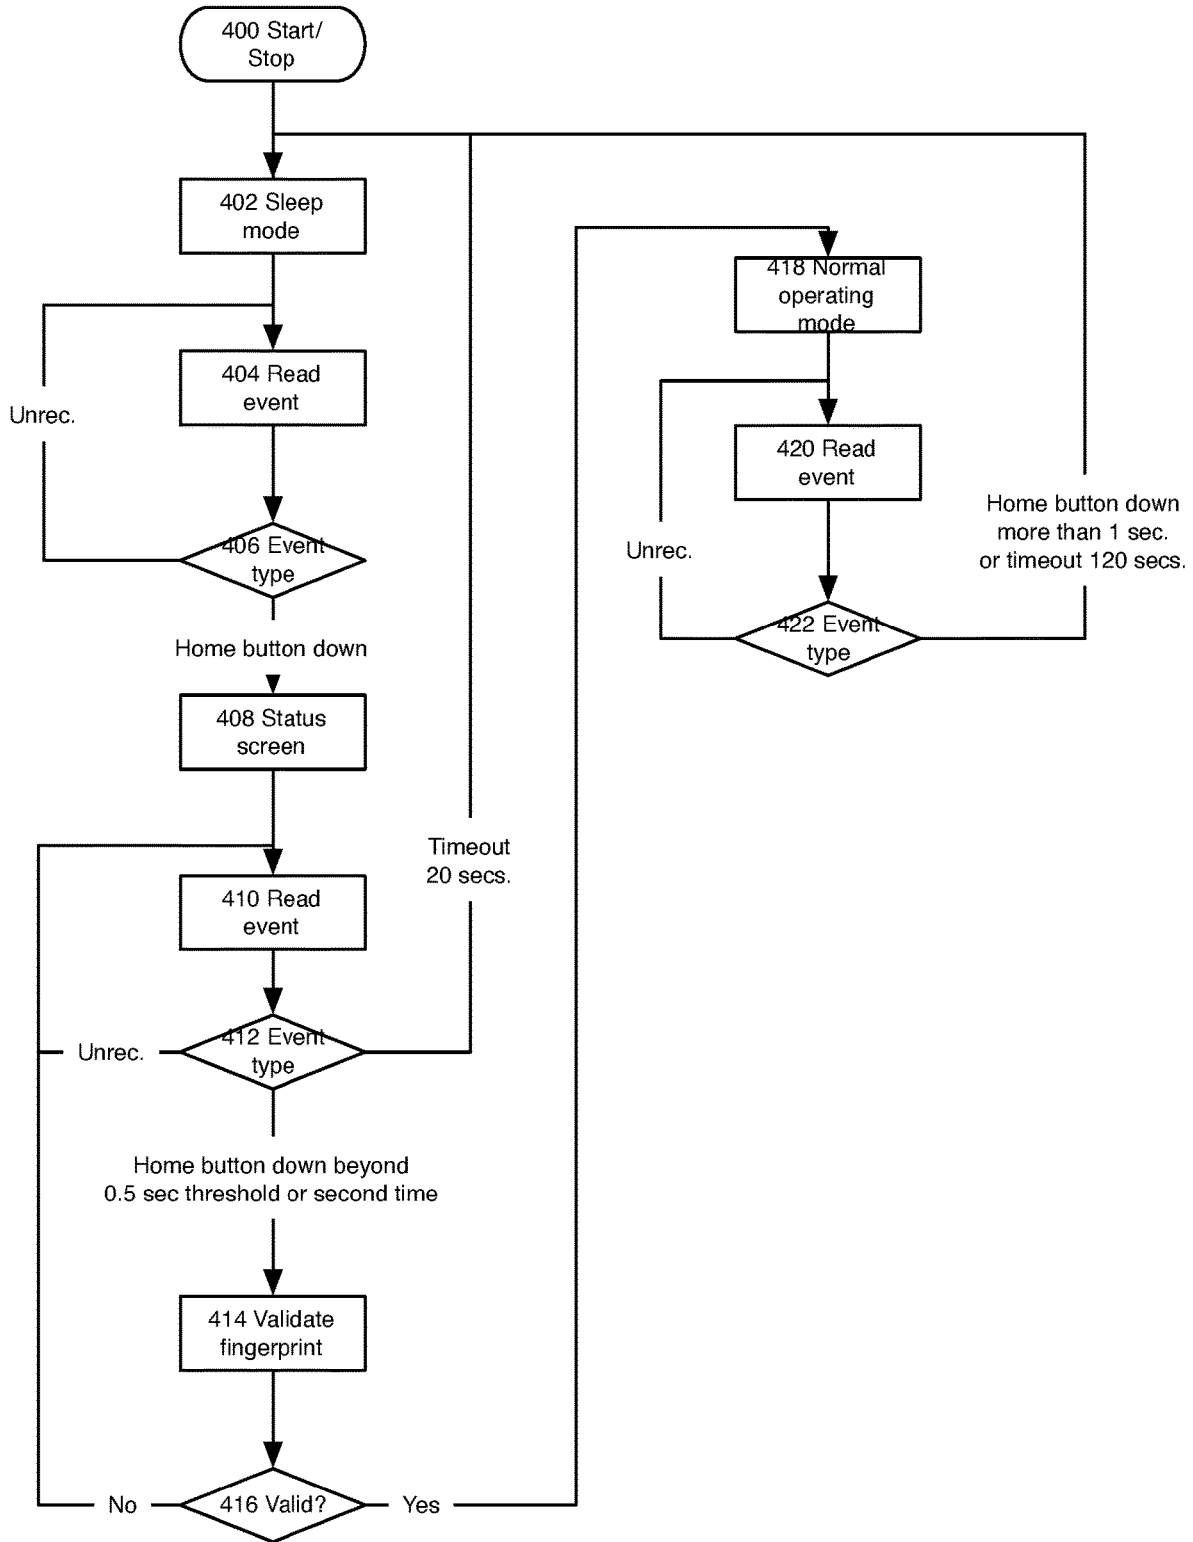 400 Start/
Stop
402 Sleep
mode
418 Normal
operating
mode
404 Read
event
Unrec.
420 Read
event
Home button down
more than 1 sec.
or timeout 120 secs.
406 Event
type
Unrec.
422 Event
type
Home button down
408 Status
screen
Timeout
20 secs.
410 Read
event
412 Event
type
Unrec.
Home button down beyond
0.5 sec threshold or second time
414 Validate
fingerprint
No
416 Valid?
Yes